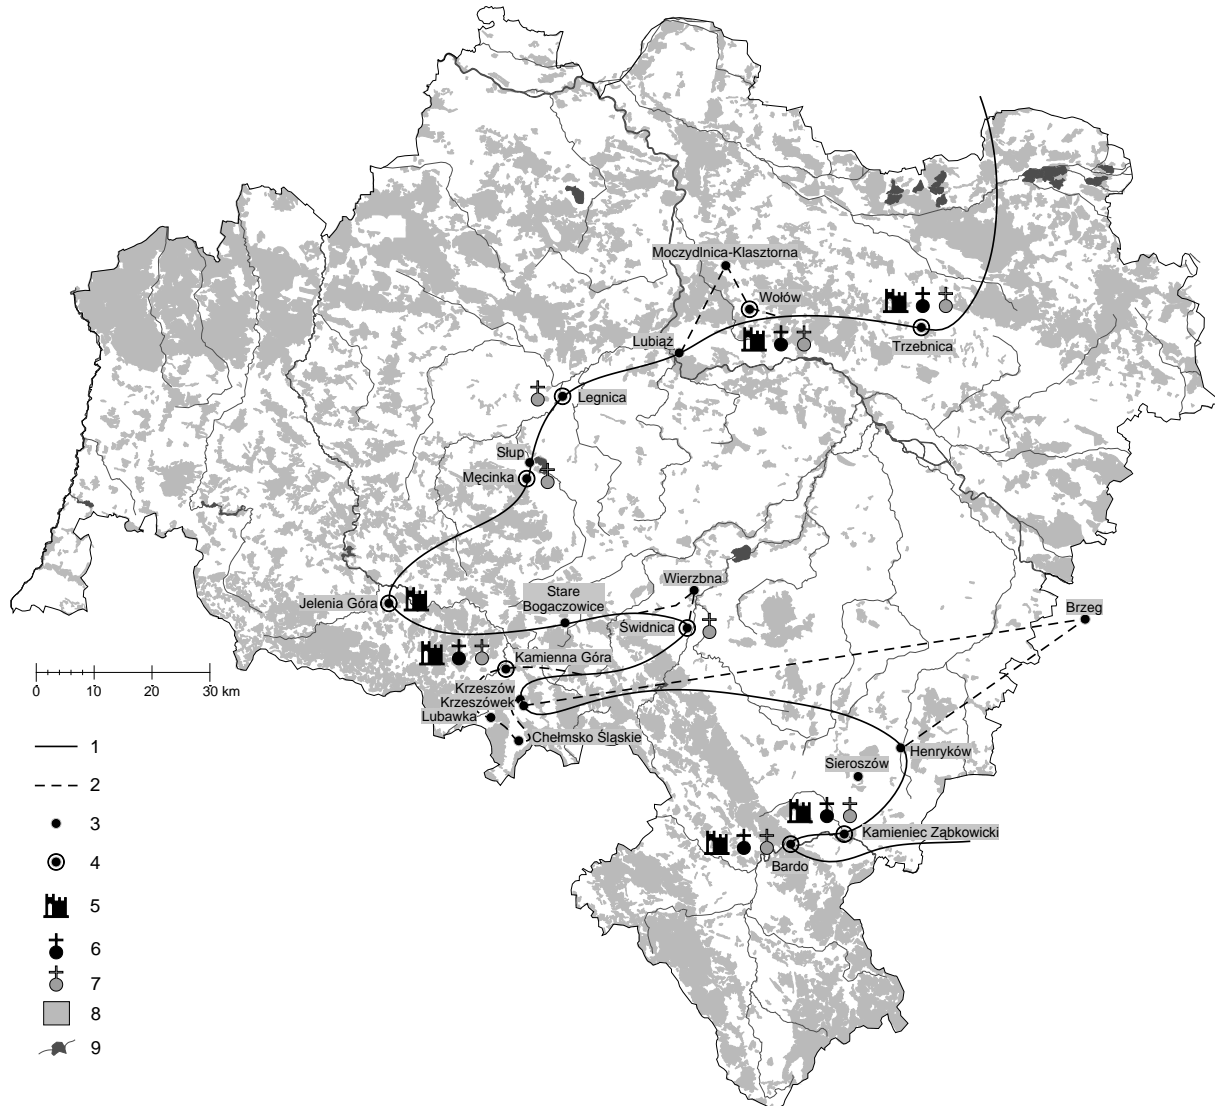 Moczydlnica-Klasztorna
Wołów
Trzebnica
Lubiąż
Legnica
Słup
Męcinka
Jelenia Góra
Stare
Bogaczowice
Wierzbna
Świdnica
Brzeg
Kamienna Góra
Krzeszów
Krzeszówek
Lubawka
Chełmsko Śląskie
Henryków
Sieroszów
Kamieniec Ząbkowicki
Bardo
0 10 20 30 km
1
2
3
4
5
6
7
8
9